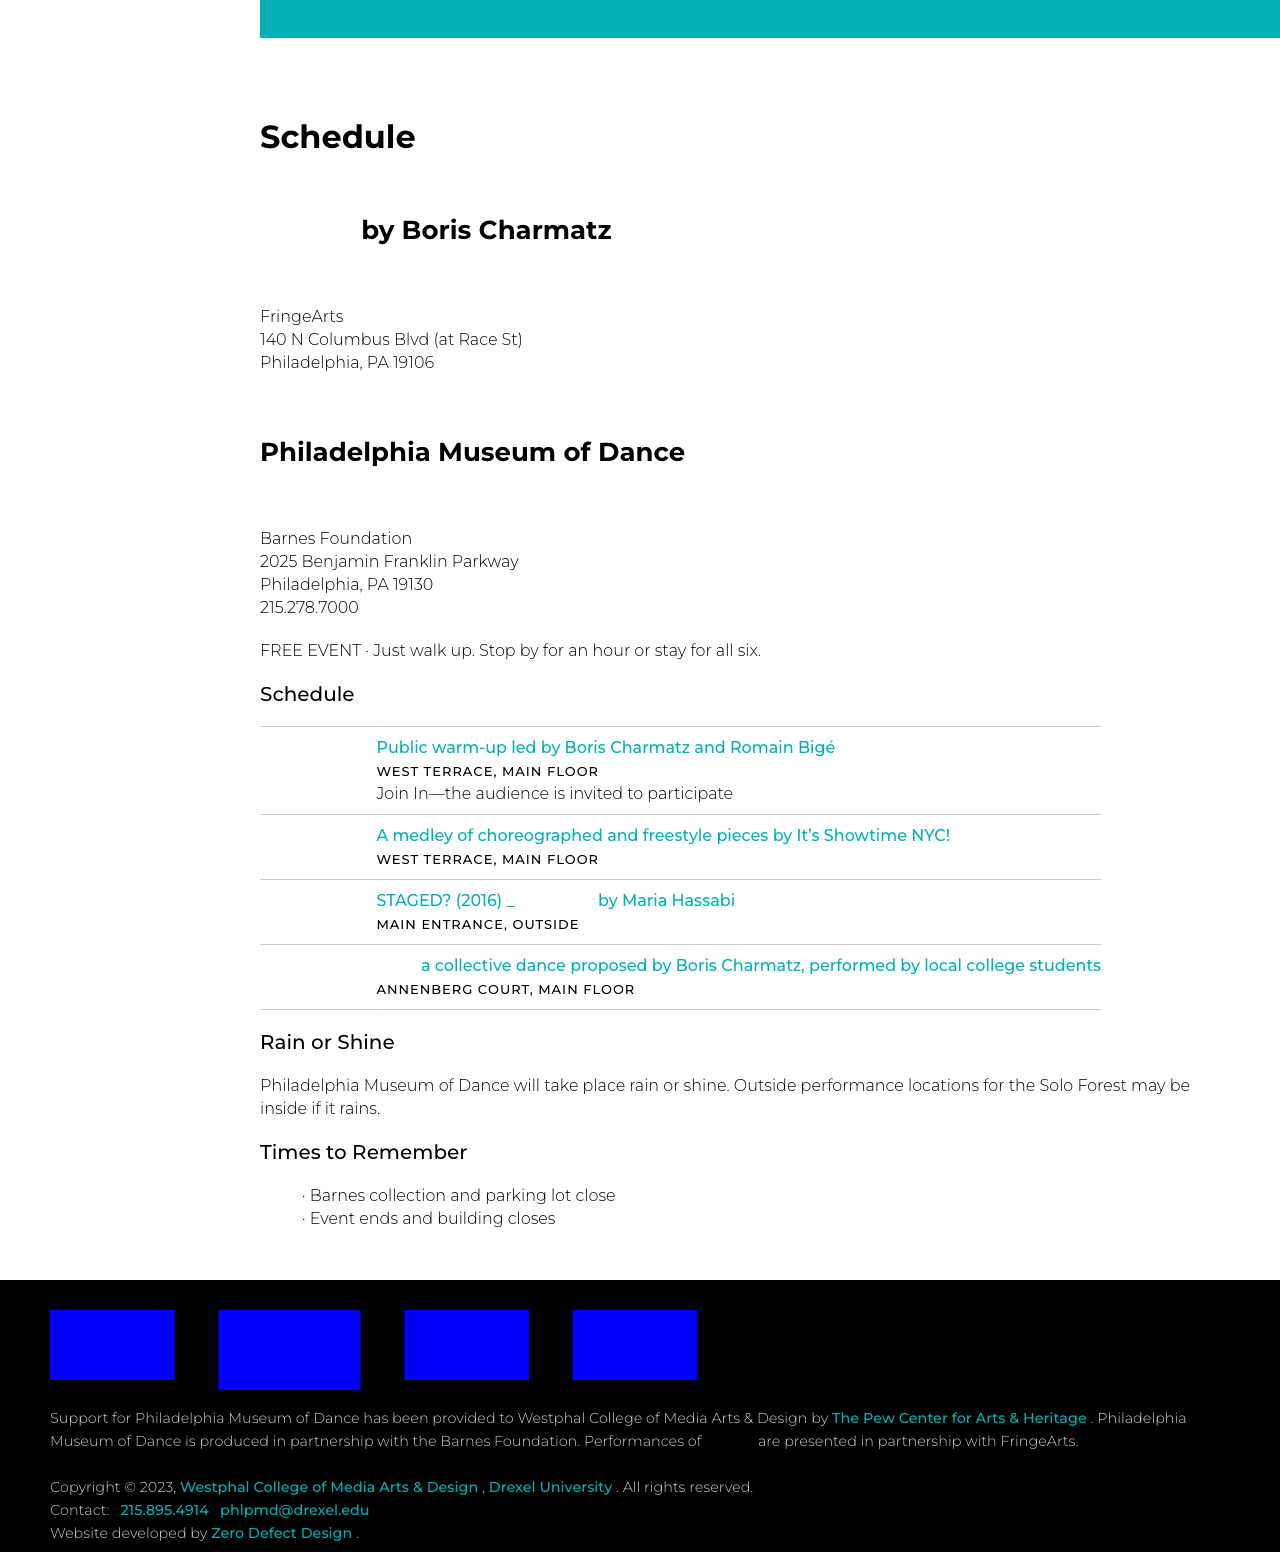 Schedule
by Boris Charmatz
FringeArts
140 N Columbus Blvd (at Race St)
Philadelphia, PA 19106
Philadelphia Museum of Dance
Barnes Foundation
2025 Benjamin Franklin Parkway
Philadelphia, PA 19130
215.278.7000
FREE EVENT · Just walk up. Stop by for an hour or stay for all six.
Schedule
Public warm-up led by Boris Charmatz and Romain Bigé
WEST TERRACE, MAIN FLOOR
Join In—the audience is invited to participate
A medley of choreographed and freestyle pieces by It’s Showtime NYC!
WEST TERRACE, MAIN FLOOR
STAGED? (2016) _ by Maria Hassabi
MAIN ENTRANCE, OUTSIDE
a collective dance proposed by Boris Charmatz, performed by local college students
ANNENBERG COURT, MAIN FLOOR
Rain or Shine
Philadelphia Museum of Dance will take place rain or shine. Outside performance locations for the Solo Forest may be
inside if it rains.
Times to Remember
· Barnes collection and parking lot close
· Event ends and building closes
Support for Philadelphia Museum of Dance has been provided to Westphal College of Media Arts & Design by The Pew Center for Arts & Heritage . Philadelphia
Museum of Dance is produced in partnership with the Barnes Foundation. Performances of are presented in partnership with FringeArts.
Copyright © 2023, Westphal College of Media Arts & Design , Drexel University . All rights reserved.
Contact: 215.895.4914 phlpmd@drexel.edu
Website developed by Zero Defect Design .